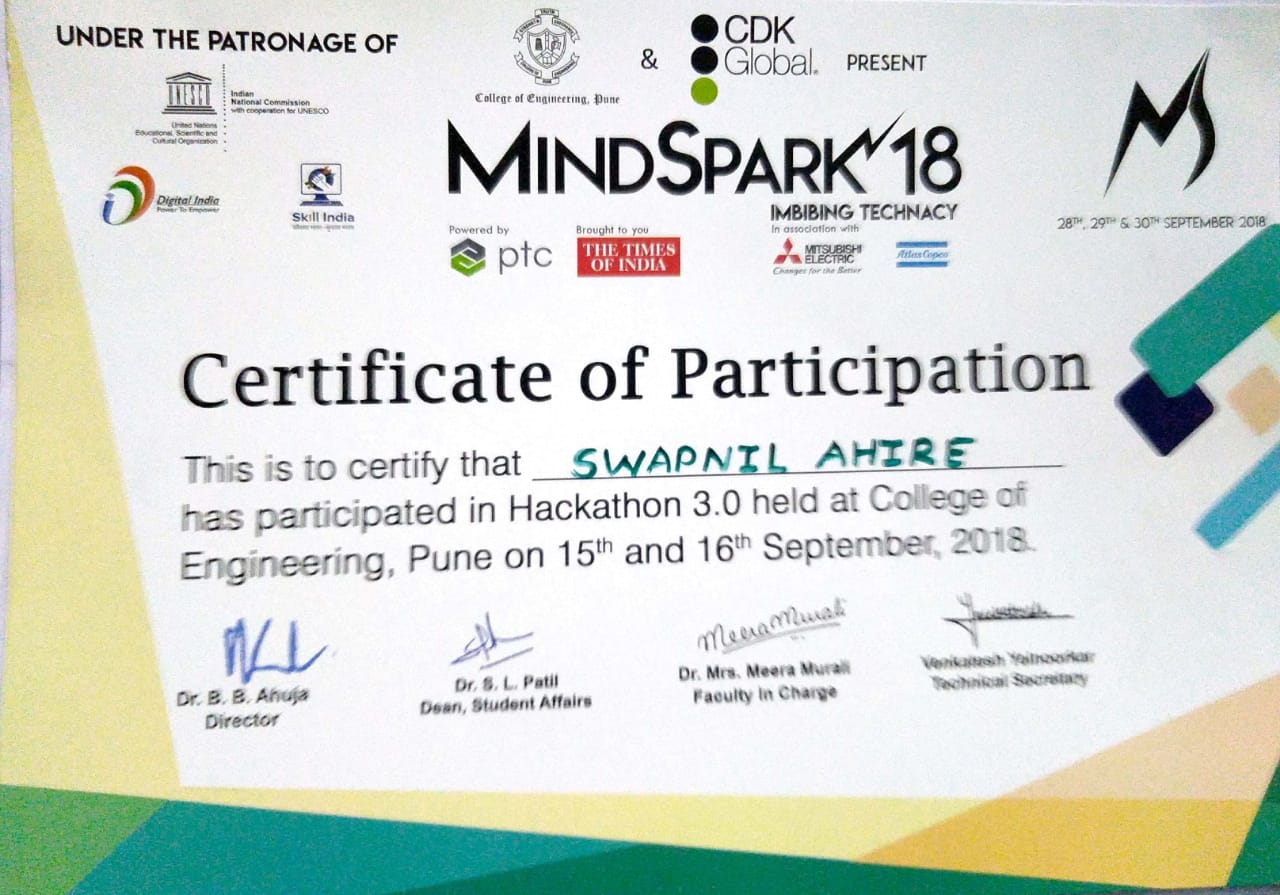 UNDER THE PATRONAGE OF
UNESCO
United Nations
Educational, Scientific and
Cultural Organization
Indian
National Commission
with cooperation for UNESCO
Digital India
Power To Empower
Skill India
College of Engineering, Pune
&
CDK
Global.
PRESENT
MINDSPARK'18
IMBIBING TECHNACY
Powered by
ptc
Brought to you
THE TIMES
OF INDIA
In association with
MITSUBISHI
ELECTRIC
Changes for the Better
Atlas Copco
MS
28TH, 29TH & 30TH SEPTEMBER 2018
Certificate of Participation
This is to certify that SWAPNIL AHIRE
has participated in Hackathon 3.0 held at College of
Engineering, Pune on 15th and 16th September, 2018.
Dr. B. B. Ahuja
Director
Dr. S. L. Patil
Dean, Student Affairs
Meera Murali
Dr. Mrs. Meera Murali
Faculty In Charge
Venkatesh
Technical Secretary